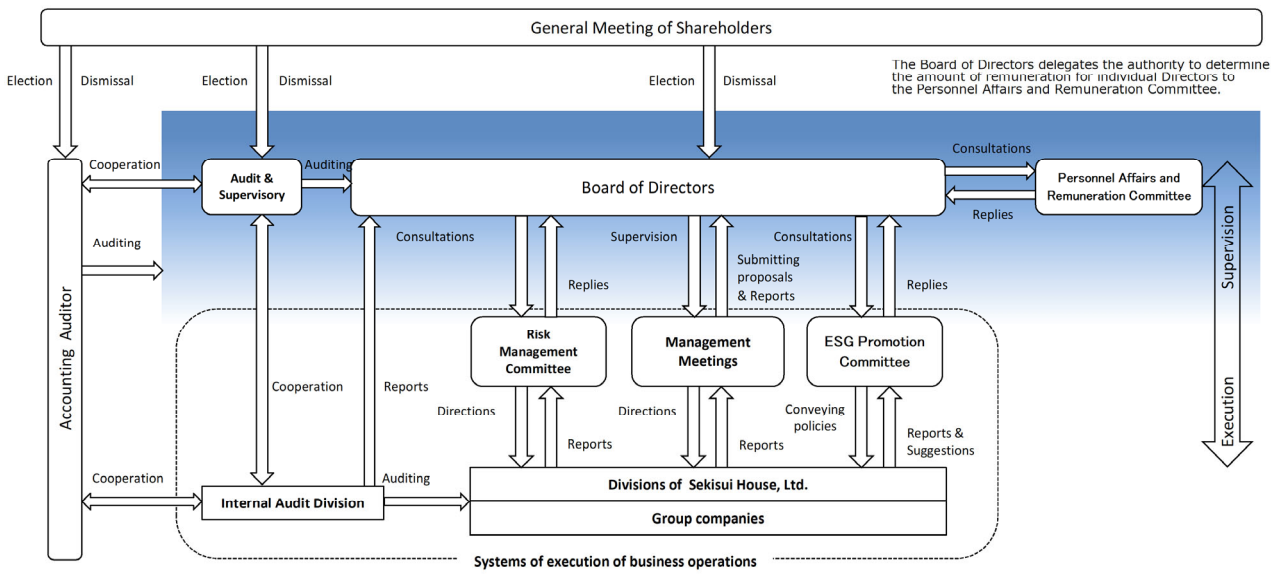 General Meeting of Shareholders
The Board of Directors delegates the authority to determine
the amount of remuneration for individual Directors to
the Personnel Affairs and Remuneration Committee.
Election
Dismissal
Election
Dismissal
Election
Dismissal
Cooperation
Audit &
Supervisory
Auditing
Board of Directors
Consultations
Replies
Personnel Affairs and
Remuneration Committee
Supervision
Execution
Accounting Auditor
Auditing
Consultations
Replies
Supervision
Submitting
proposals
& Reports
Consultations
Replies
Risk
Management
Committee
Management
Meetings
ESG Promotion
Committee
Cooperation
Reports
Directions
Reports
Directions
Reports
Conveying
policies
Reports &
Suggestions
Cooperation
Internal Audit Division
Auditing
Divisions of Sekisui House, Ltd.
Group companies
Systems of execution of business operations